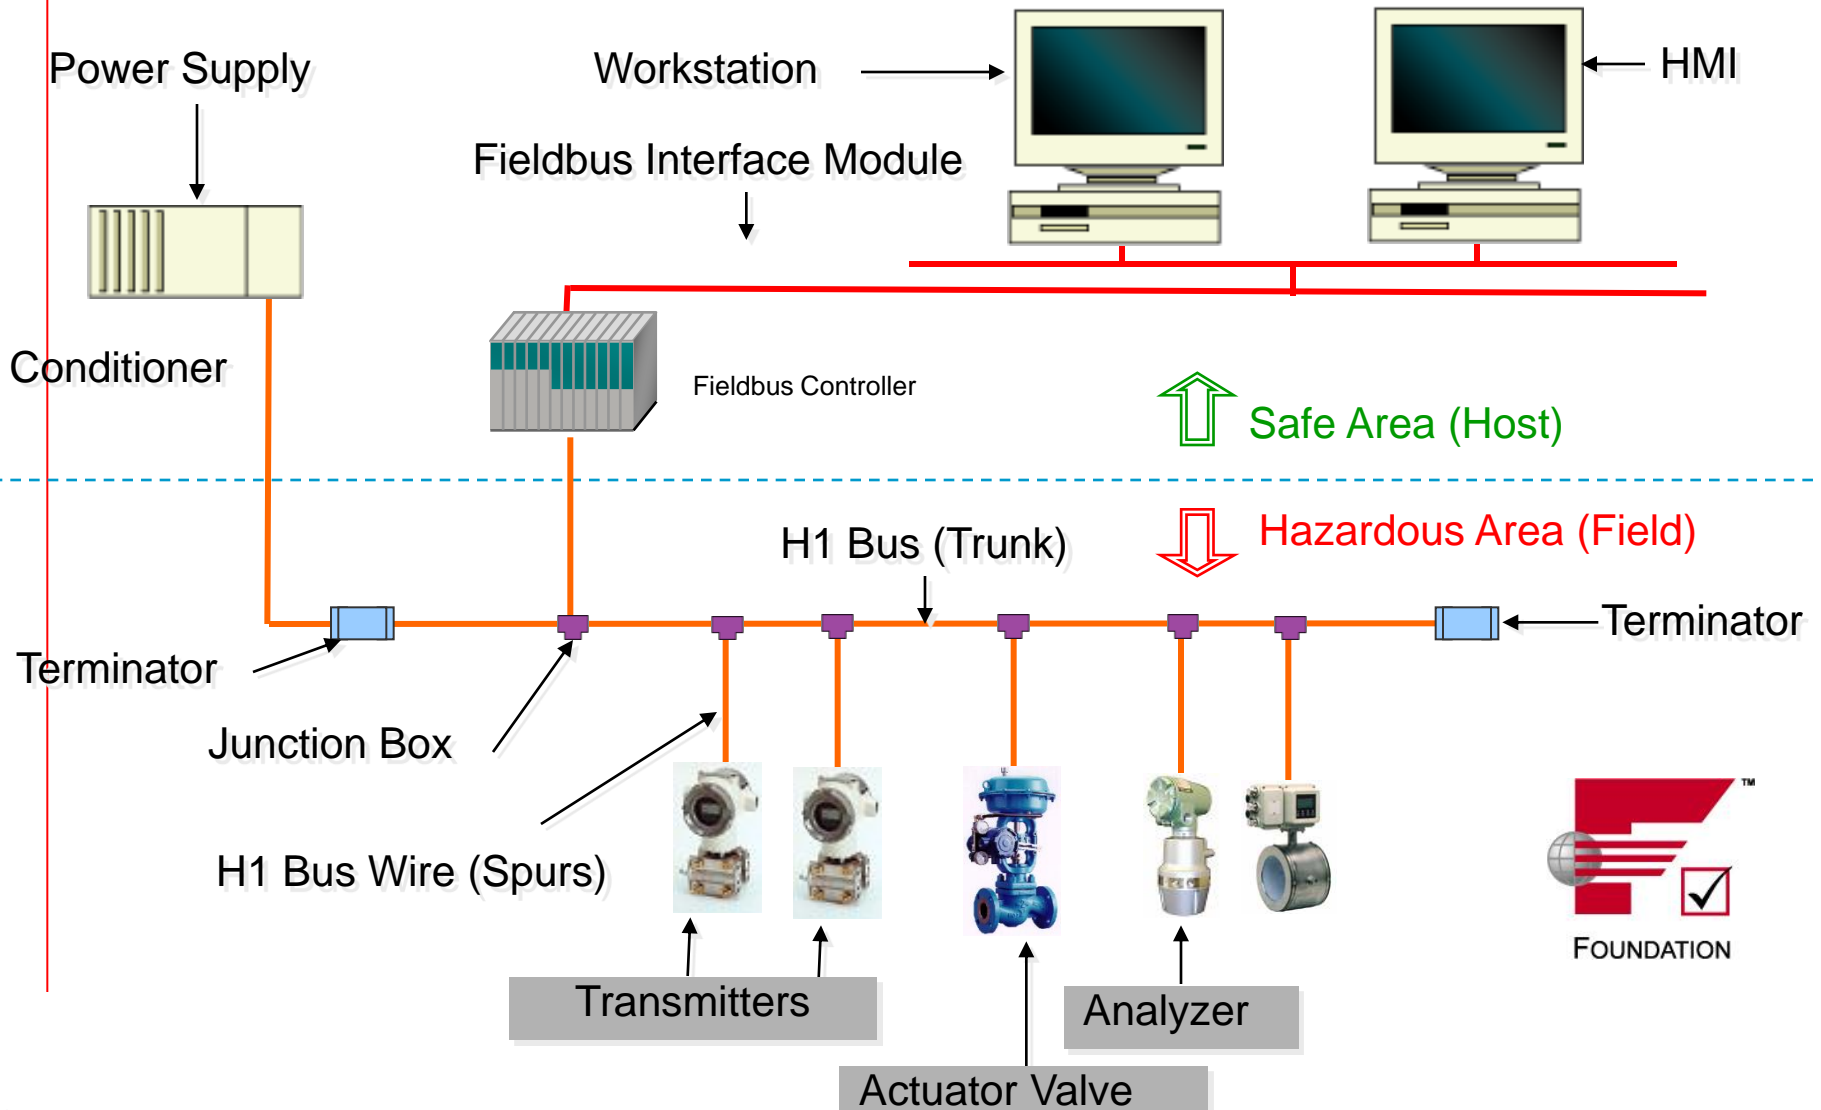 Power Supply
Workstation
HMI
Fieldbus Interface Module
Conditioner
Fieldbus Controller
Safe Area (Host)
Hazardous Area (Field)
H1 Bus (Trunk)
Terminator
Terminator
Junction Box
H1 Bus Wire (Spurs)
TM
FOUNDATION
Transmitters
Analyzer
Actuator Valve